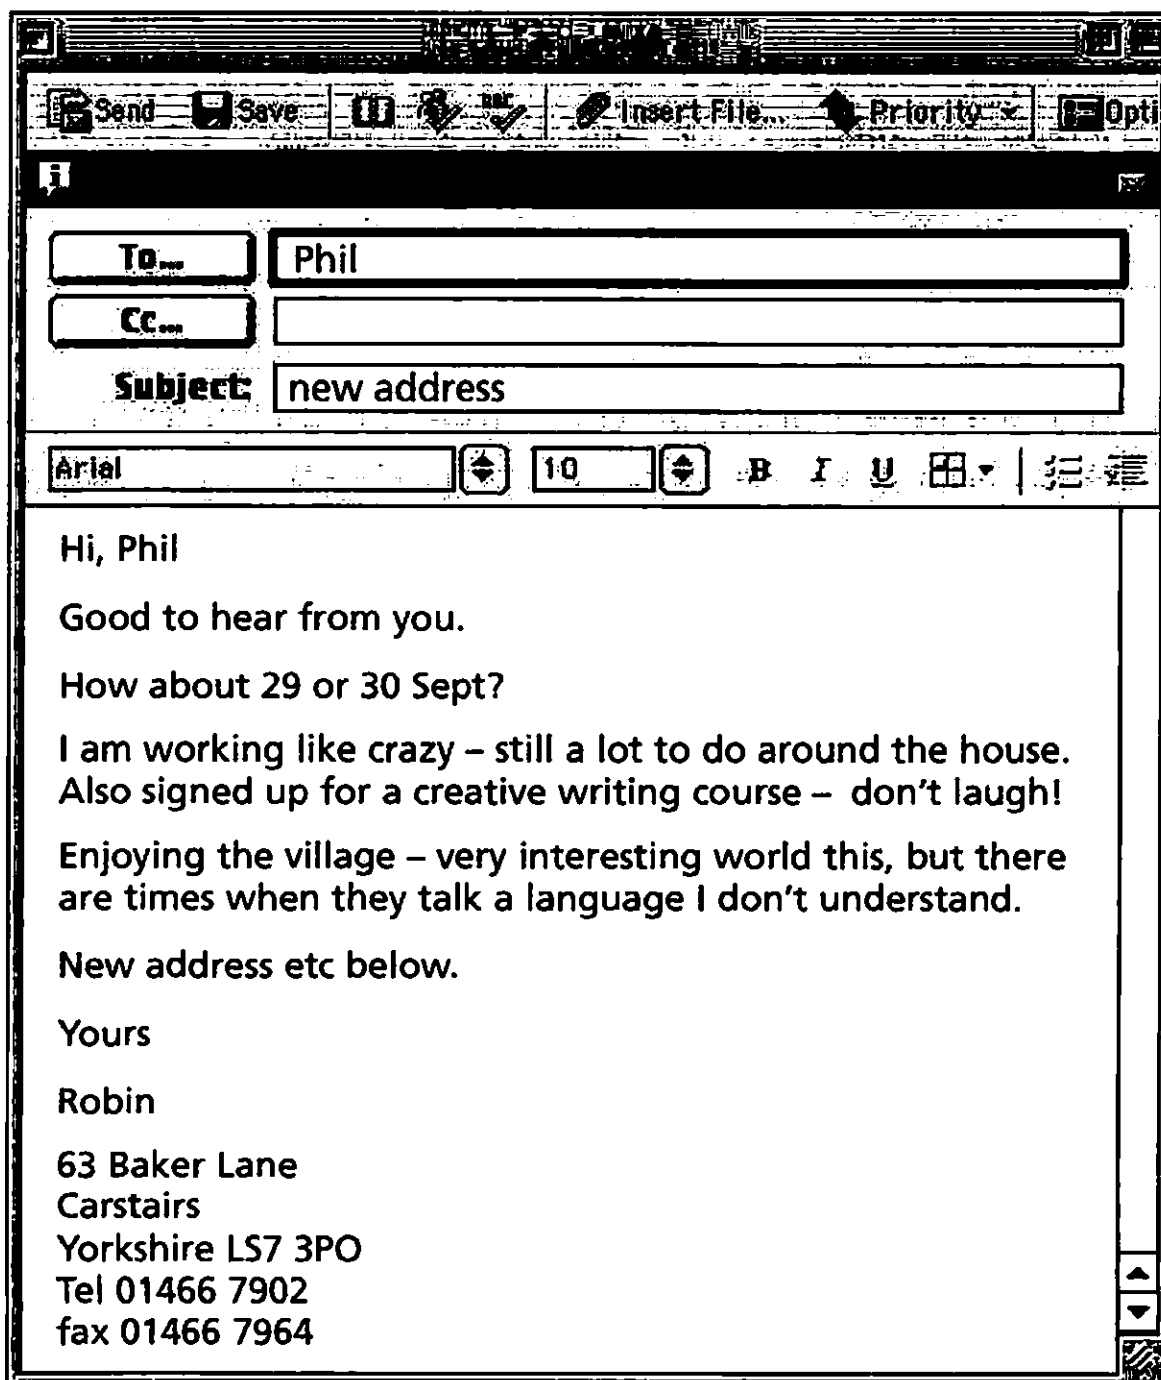 Send Save Insert File... Priority Opti
To... Phil
Cc...
Subject: new address
Arial 10 B I U
Hi, Phil
Good to hear from you.
How about 29 or 30 Sept?
I am working like crazy – still a lot to do around the house.
Also signed up for a creative writing course – don't laugh!
Enjoying the village – very interesting world this, but there
are times when they talk a language I don't understand.
New address etc below.
Yours
Robin
63 Baker Lane
Carstairs
Yorkshire LS7 3PO
Tel 01466 7902
fax 01466 7964